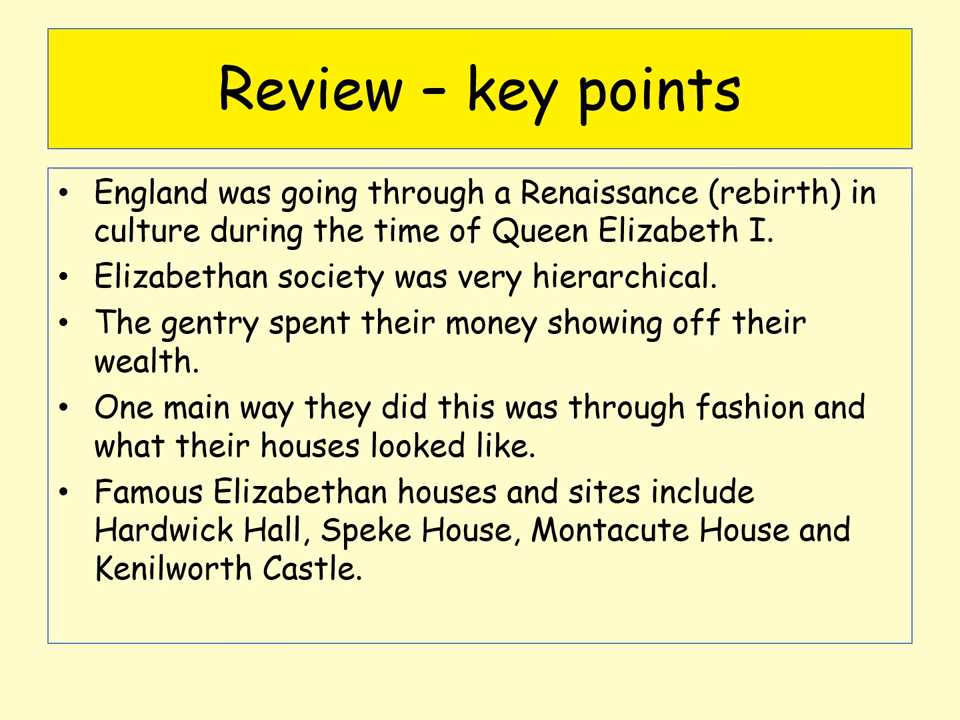 Review – key points
• England was going through a Renaissance (rebirth) in
culture during the time of Queen Elizabeth I.
• Elizabethan society was very hierarchical.
• The gentry spent their money showing off their
wealth.
• One main way they did this was through fashion and
what their houses looked like.
• Famous Elizabethan houses and sites include
Hardwick Hall, Speke House, Montacute House and
Kenilworth Castle.